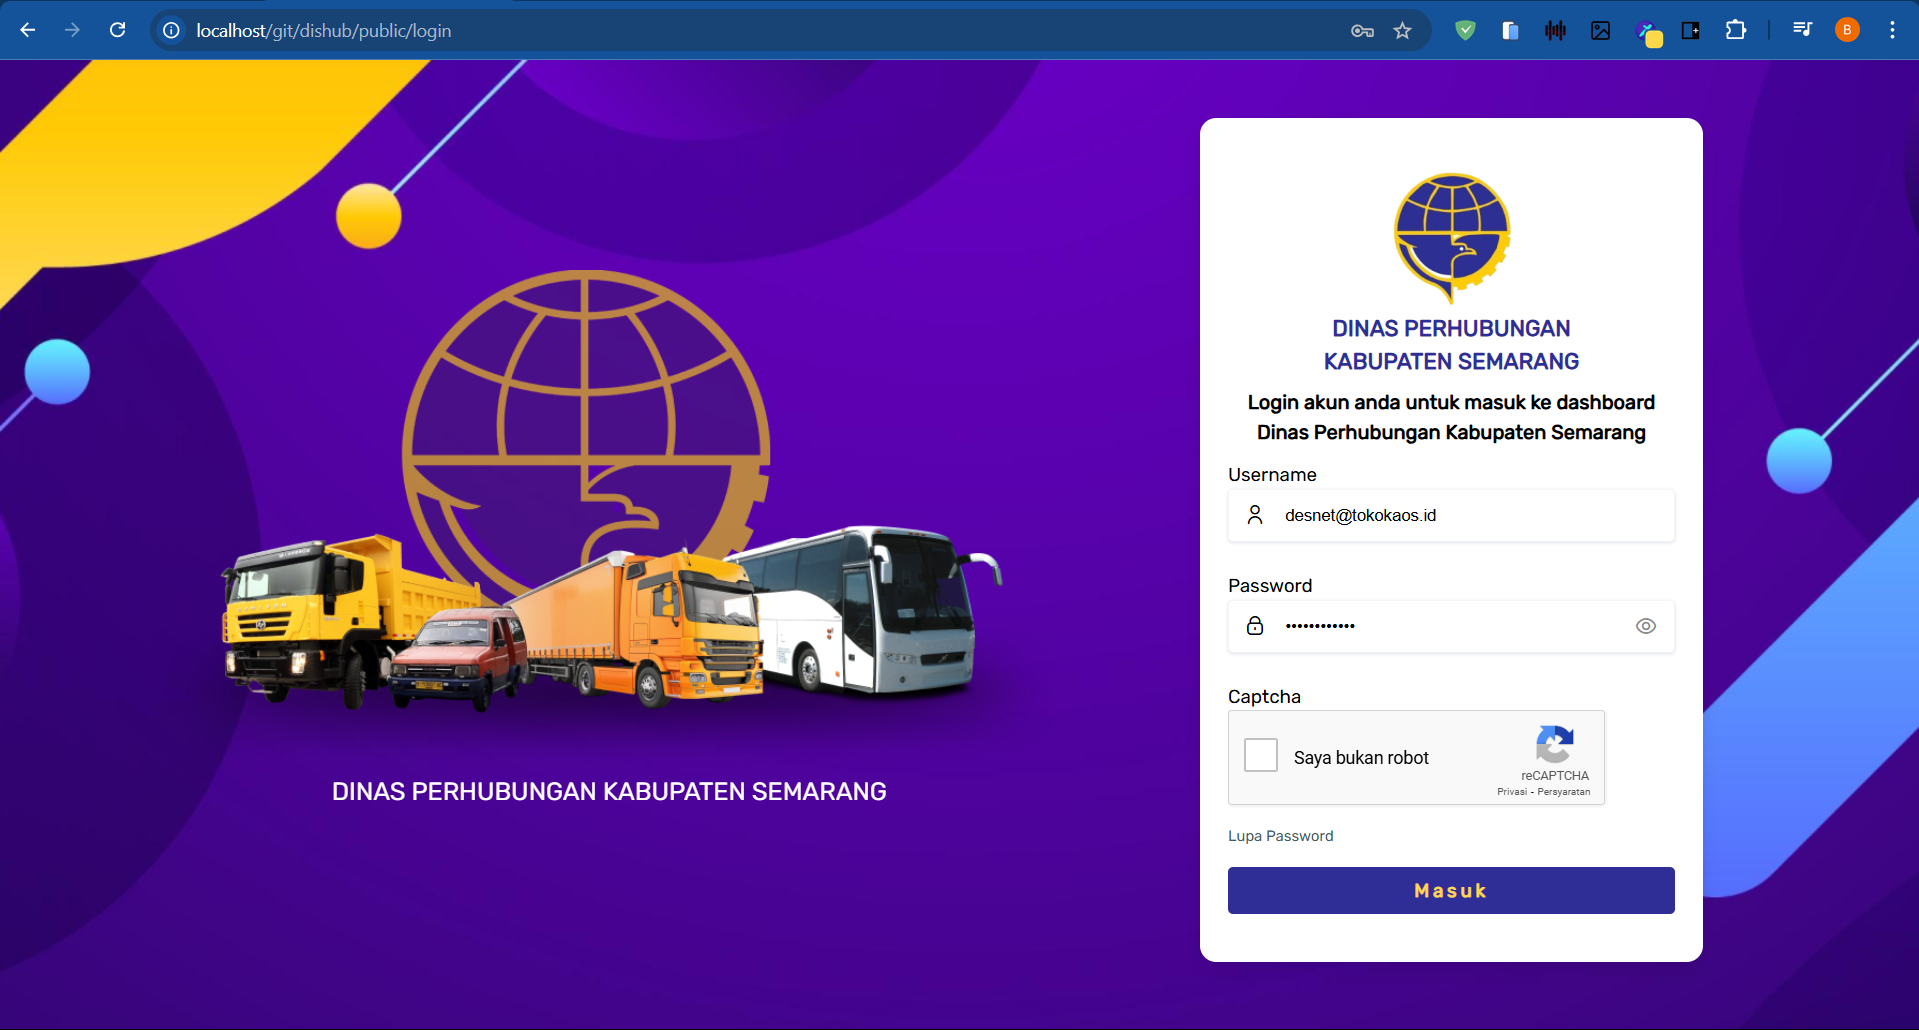 localhost/git/dishub/public/login
B
DINAS PERHUBUNGAN
KABUPATEN SEMARANG
Login akun anda untuk masuk ke dashboard
Dinas Perhubungan Kabupaten Semarang
Username
desnet@tokokaos.id
Password
••••••••••••
Captcha
Saya bukan robot
reCAPTCHA
Privasi - Persyaratan
Lupa Password
Masuk
DINAS PERHUBUNGAN KABUPATEN SEMARANG